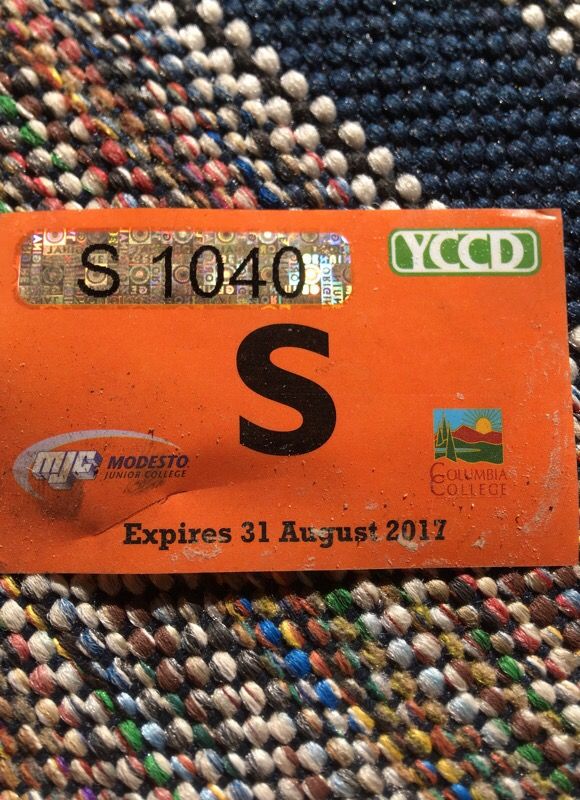 S 1040
YCCD
S
MJC MODESTO
JUNIOR COLLEGE
COLUMBIA
COLLEGE
Expires 31 August 2017